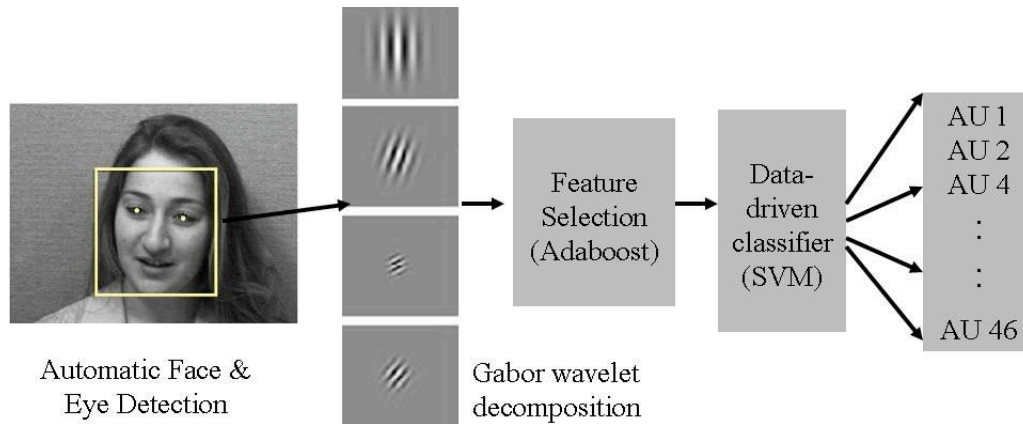 Automatic Face &
Eye Detection
Gabor wavelet
decomposition
Feature
Selection
(Adaboost)
Data-
driven
classifier
(SVM)
AU 1
AU 2
AU 4
:
:
AU 46